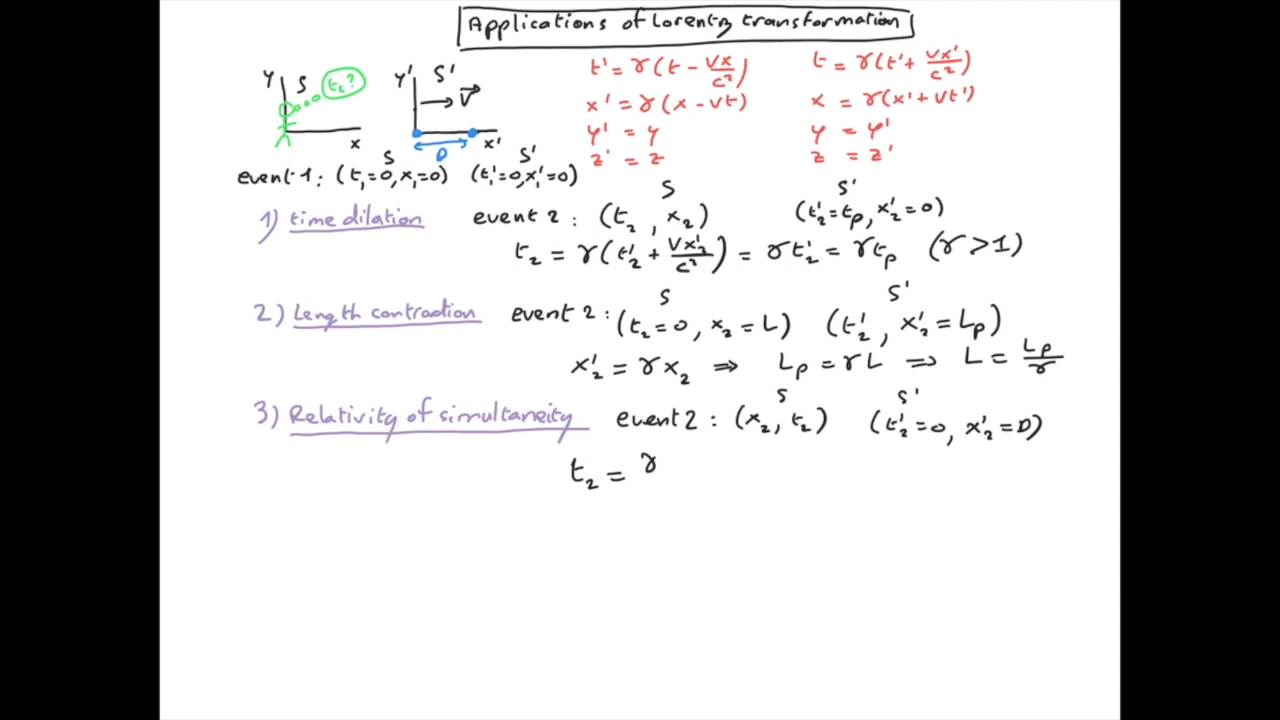 Applications of Lorentz transformation
y S t₂? y' S' → v⃗
x D x'
t' = γ(t - vx/c²) t = γ(t' + vx'/c²)
x' = γ(x - vt) x = γ(x' + vt')
y' = y y = y'
z' = z z = z'
S S'
event 1: (t₁=0, x₁=0) (t₁'=0, x₁'=0)
S S'
1) time dilation event 2: (t₂, x₂) (t₂'=tₚ, x₂'=0)
t₂ = γ(t₂' + vx₂'/c²) = γt₂' = γtₚ (γ>1)
S S'
2) Length contraction event 2: (t₂=0, x₂=L) (t₂', x₂'=Lₚ)
x₂' = γx₂ ⇒ Lₚ = γL ⇒ L = Lₚ/γ
S S'
3) Relativity of simultaneity event 2: (x₂, t₂) (t₂'=0, x₂'=D)
t₂ = γ